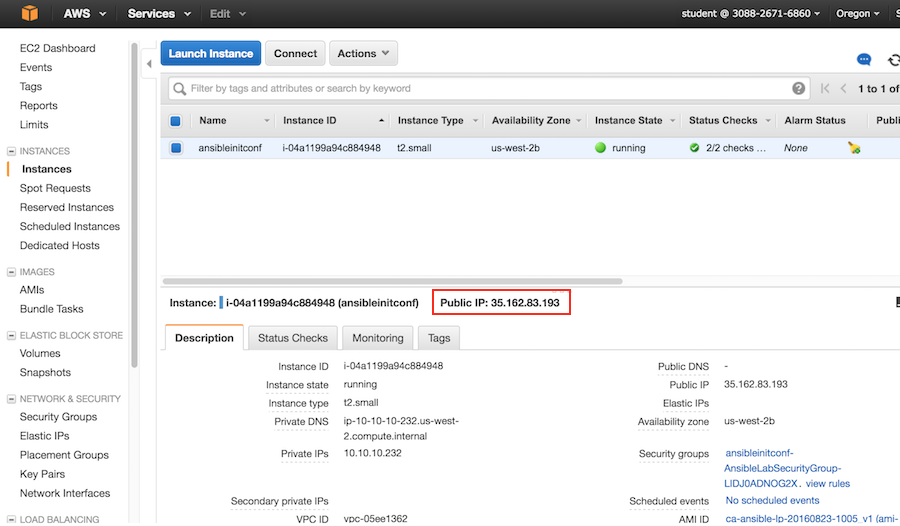 AWS Services Edit student @ 3088-2671-6860 Oregon S
EC2 Dashboard
Events
Tags
Reports
Limits
INSTANCES
Instances
Spot Requests
Reserved Instances
Scheduled Instances
Dedicated Hosts
IMAGES
AMIs
Bundle Tasks
ELASTIC BLOCK STORE
Volumes
Snapshots
NETWORK & SECURITY
Security Groups
Elastic IPs
Placement Groups
Key Pairs
Network Interfaces
LOAD BALANCING
Launch Instance Connect Actions
Filter by tags and attributes or search by keyword ? 1 to 1 of
Name Instance ID Instance Type Availability Zone Instance State Status Checks Alarm Status Publi
ansibleinitconf i-04a1199a94c884948 t2.small us-west-2b running 2/2 checks ... None
Instance: i-04a1199a94c884948 (ansibleinitconf) Public IP: 35.162.83.193
Description Status Checks Monitoring Tags
Instance ID i-04a1199a94c884948 Public DNS -
Instance state running Public IP 35.162.83.193
Instance type t2.small Elastic IPs
Private DNS ip-10-10-10-232.us-west-2.compute.internal Availability zone us-west-2b
Private IPs 10.10.10.232 Security groups ansibleinitconf-
AnsibleLabSecurityGroup-
LIDJ0ADNOG2X. view rules
Secondary private IPs Scheduled events No scheduled events
VPC ID vpc-05ee1362 AMI ID ca-ansible-lp-20160823-1005_v1 (ami-